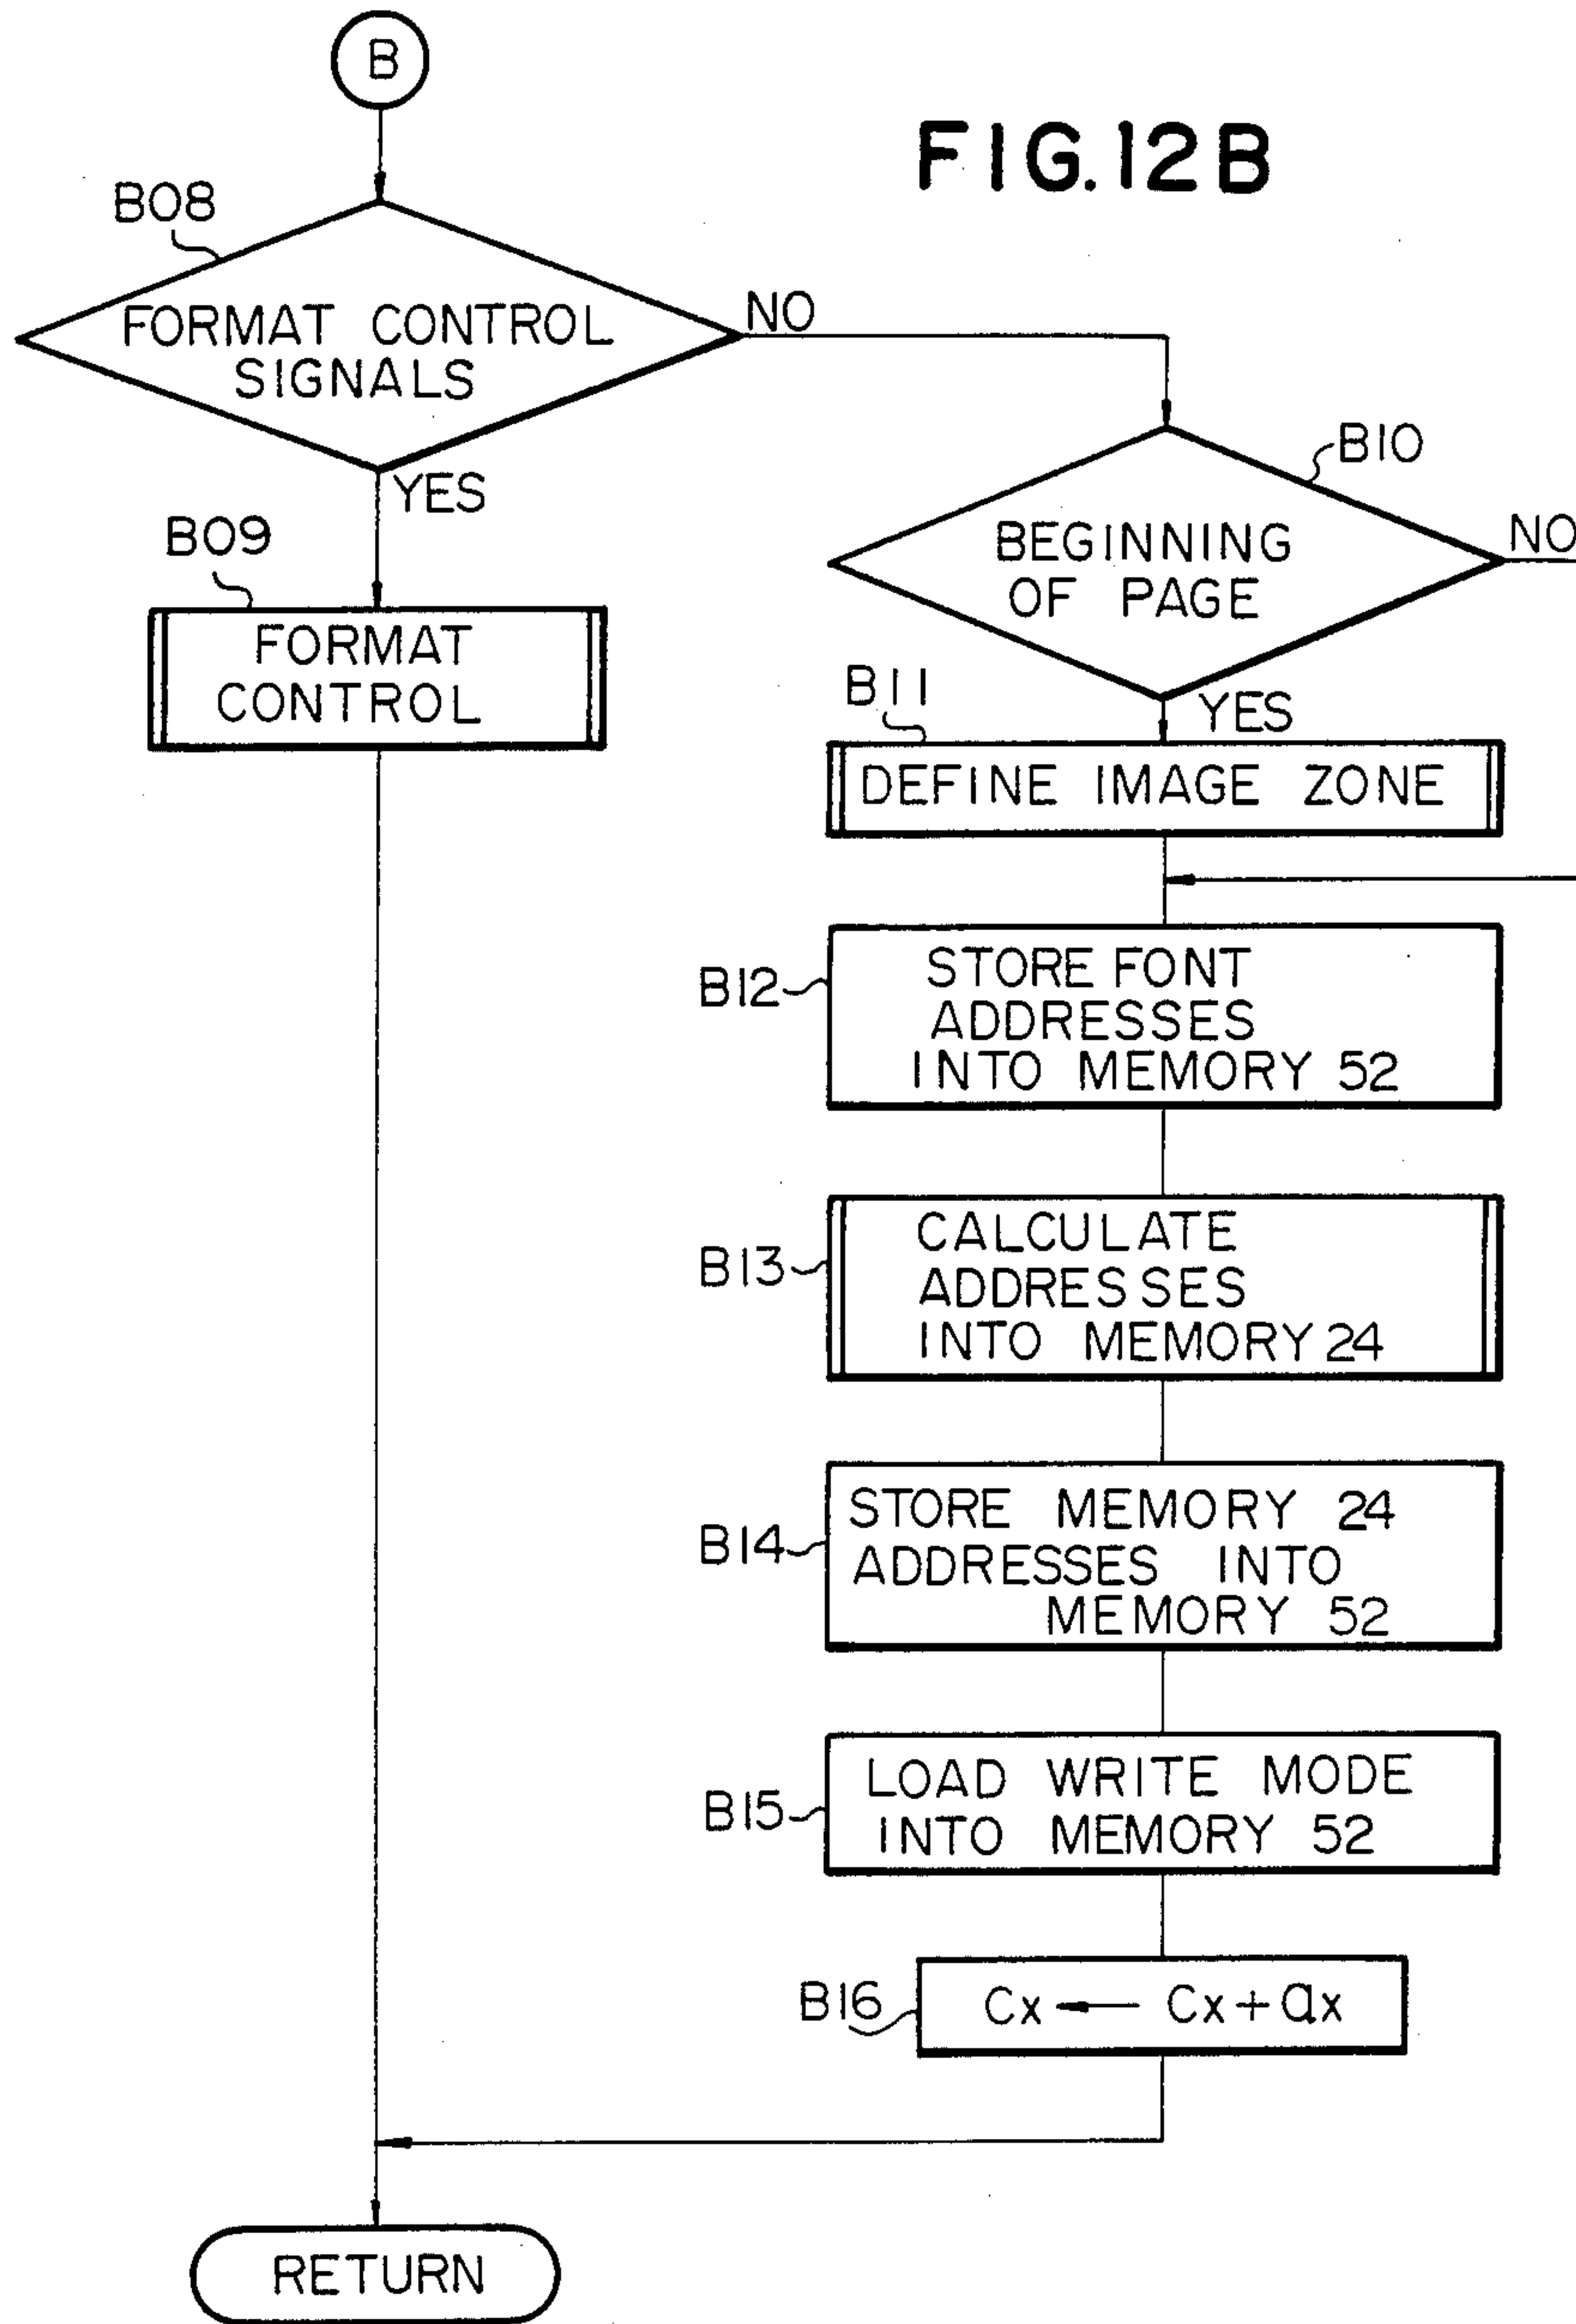 B
FIG.12B
B08
FORMAT CONTROL
SIGNALS
NO
YES
B09
FORMAT
CONTROL
B10
BEGINNING
OF PAGE
NO
YES
B11
DEFINE IMAGE ZONE
B12
STORE FONT
ADDRESSES
INTO MEMORY 52
B13
CALCULATE
ADDRESSES
INTO MEMORY 24
B14
STORE MEMORY 24
ADDRESSES INTO
MEMORY 52
B15
LOAD WRITE MODE
INTO MEMORY 52
B16
Cx ← Cx + ax
RETURN